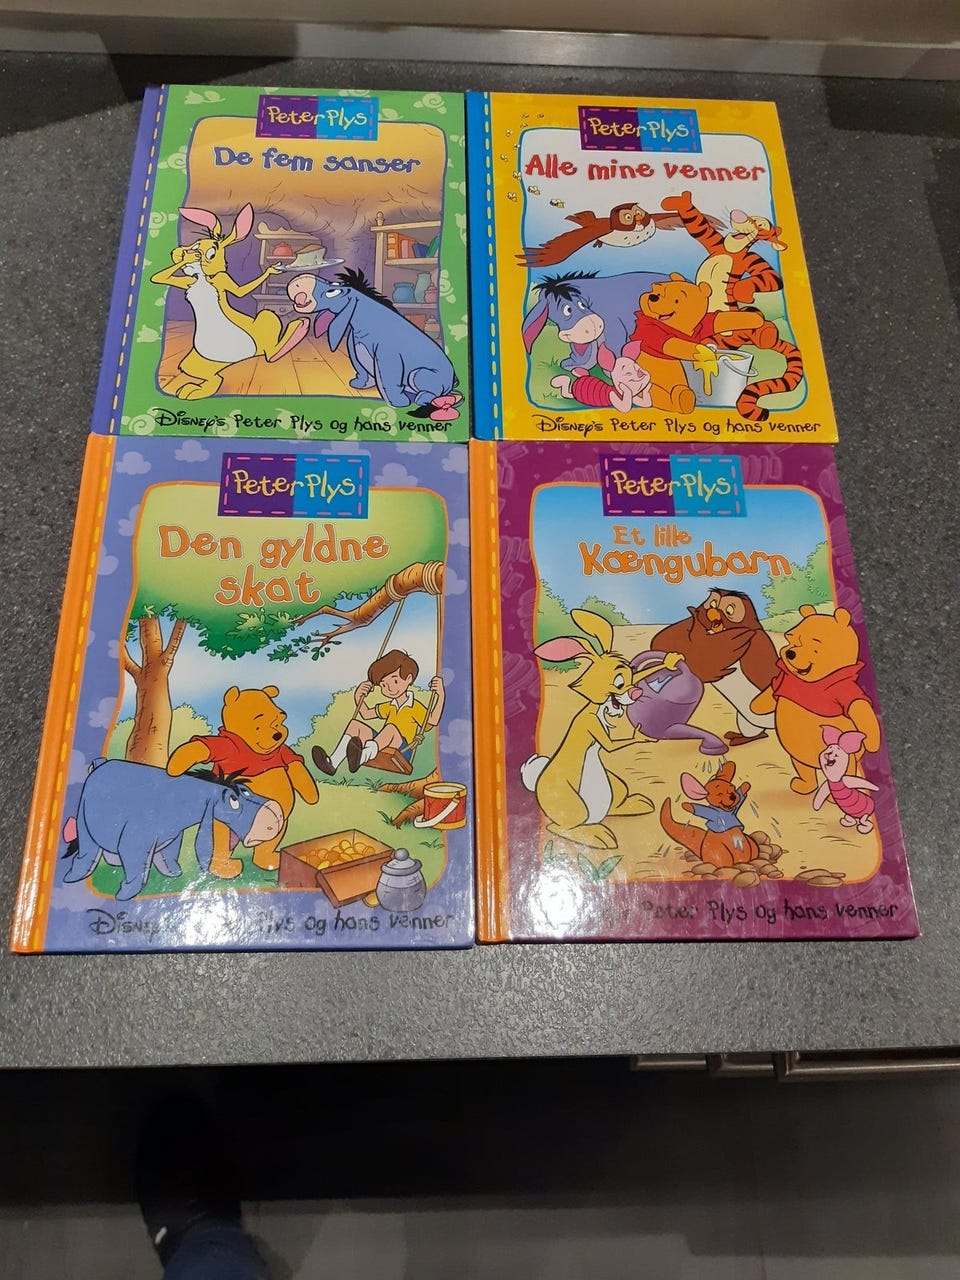 Peter Plys
De fem sanser
Disney's Peter Plys og hans venner
Peter Plys
Alle mine venner
Disney's Peter Plys og hans venner
Peter Plys
Den gyldne
skat
Disney's Plys og hans venner
Peter Plys
Et lille
Kængubarn
Peter Plys og hans venner